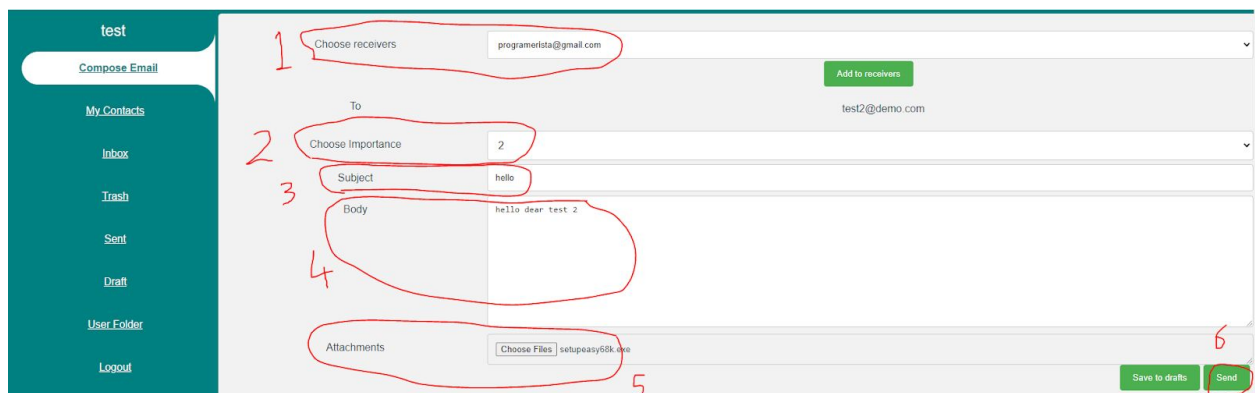 test
Compose Email
My Contacts
Inbox
Trash
Sent
Draft
User Folder
Logout
1
Choose receivers programerista@gmail.com
Add to receivers
To test2@demo.com
2
Choose Importance 2
3
Subject hello
4
Body hello dear test 2
Attachments Choose Files setupeasy68k.exe
5
6
Save to drafts Send